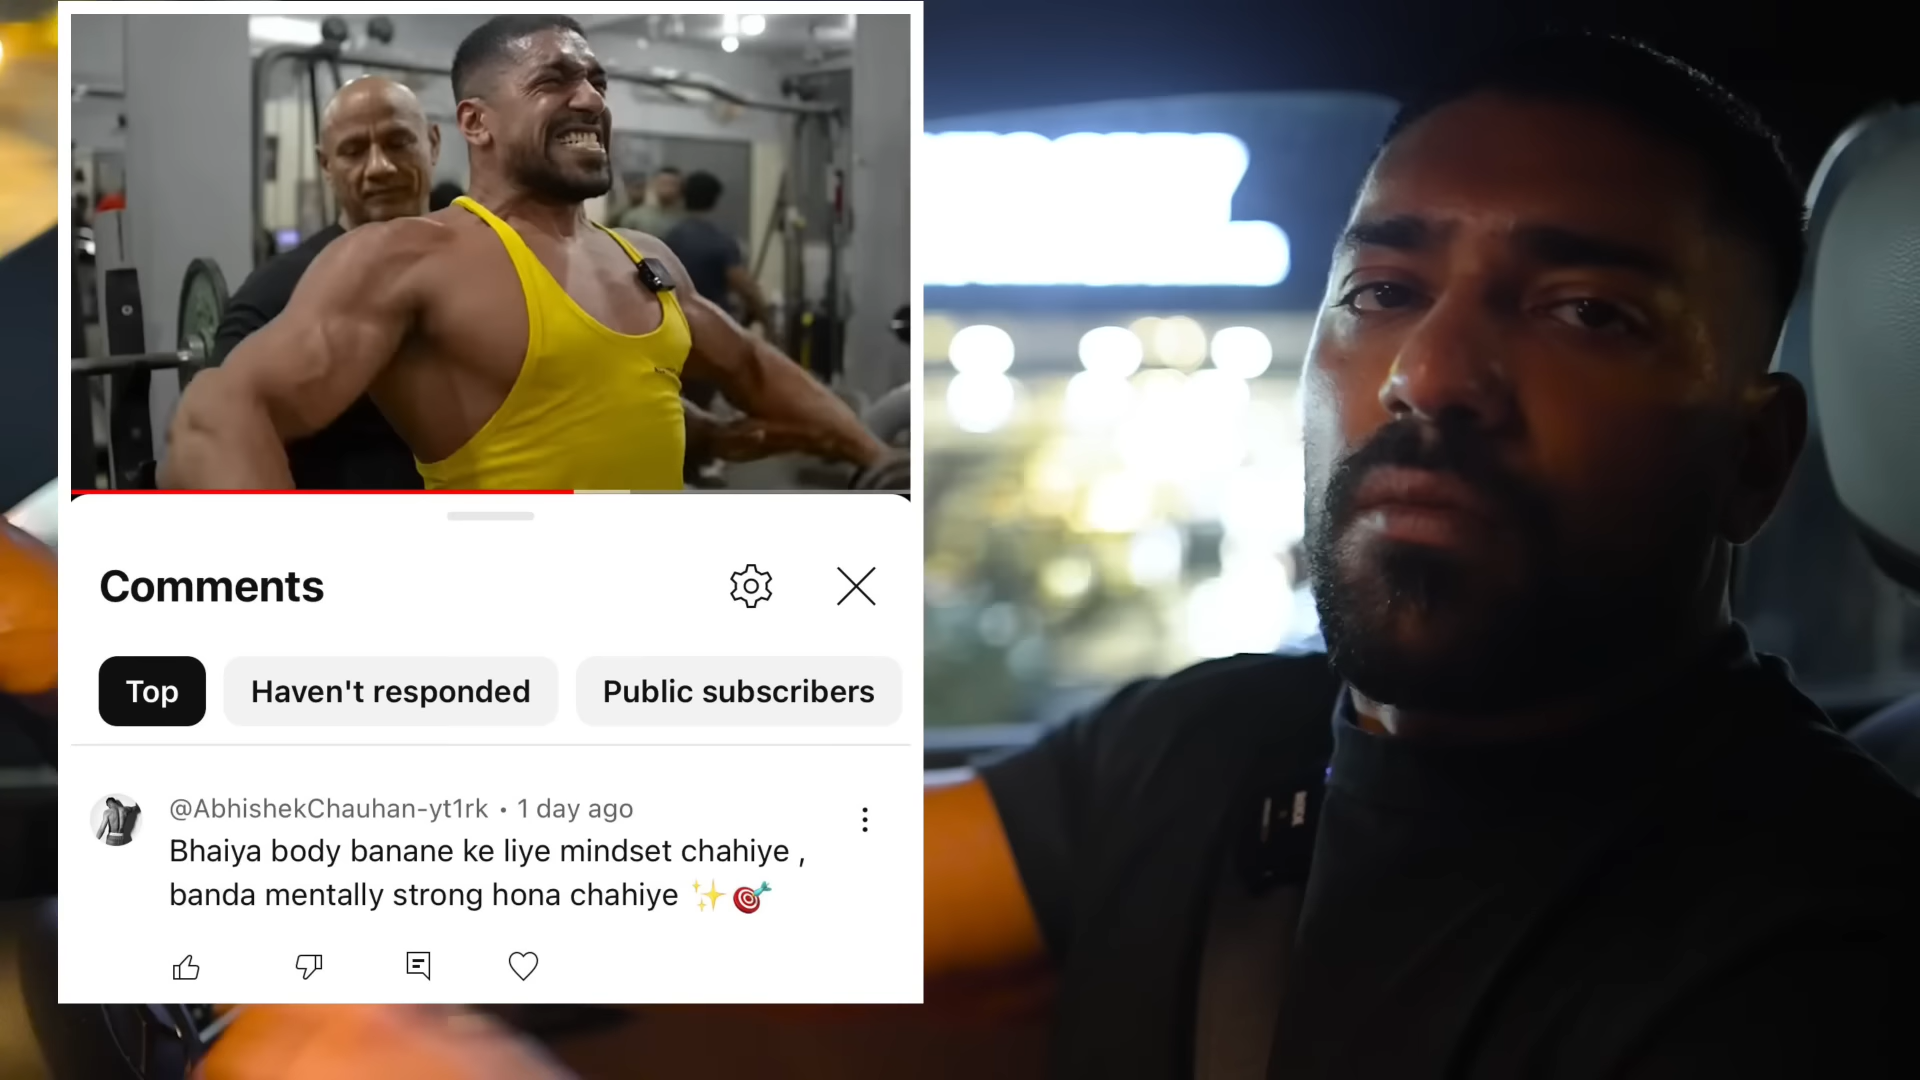 Comments
Top
Haven't responded
Public subscribers
@AbhishekChauhan-yt1rk • 1 day ago
Bhaiya body banane ke liye mindset chahiye ,
banda mentally strong hona chahiye ✨🎯